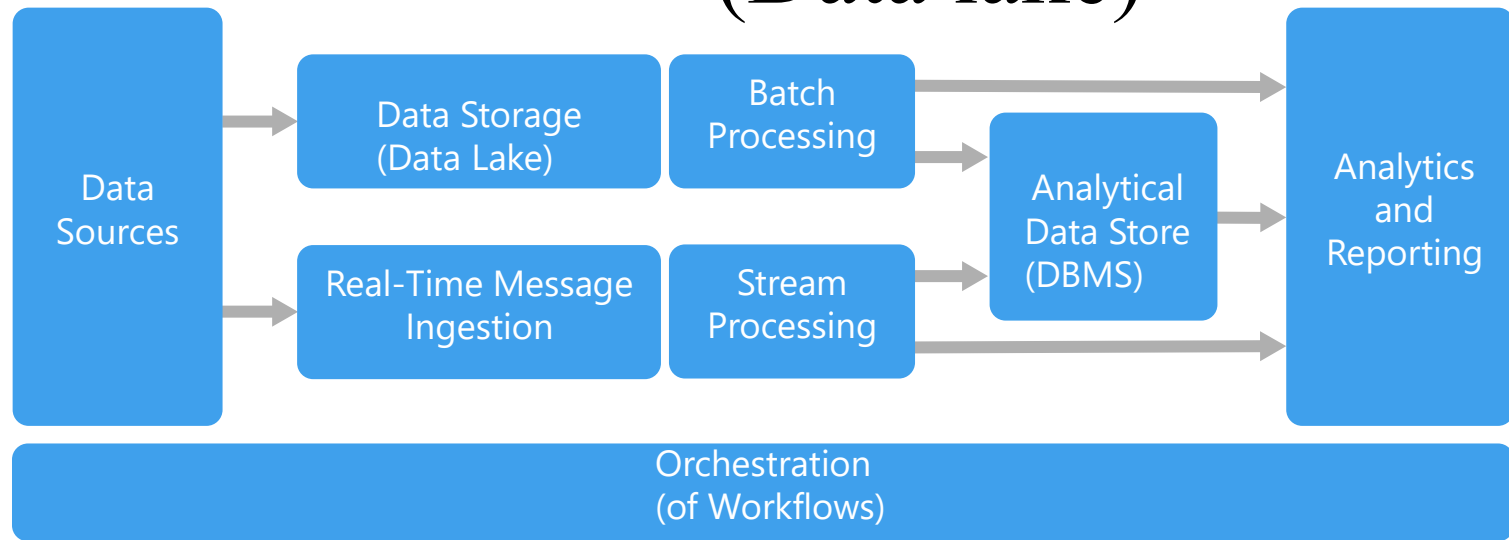 Data
Sources
Data Storage
(Data Lake)
Batch
Processing
Real-Time Message
Ingestion
Stream
Processing
Analytical
Data Store
(DBMS)
Analytics
and
Reporting
Orchestration
(of Workflows)